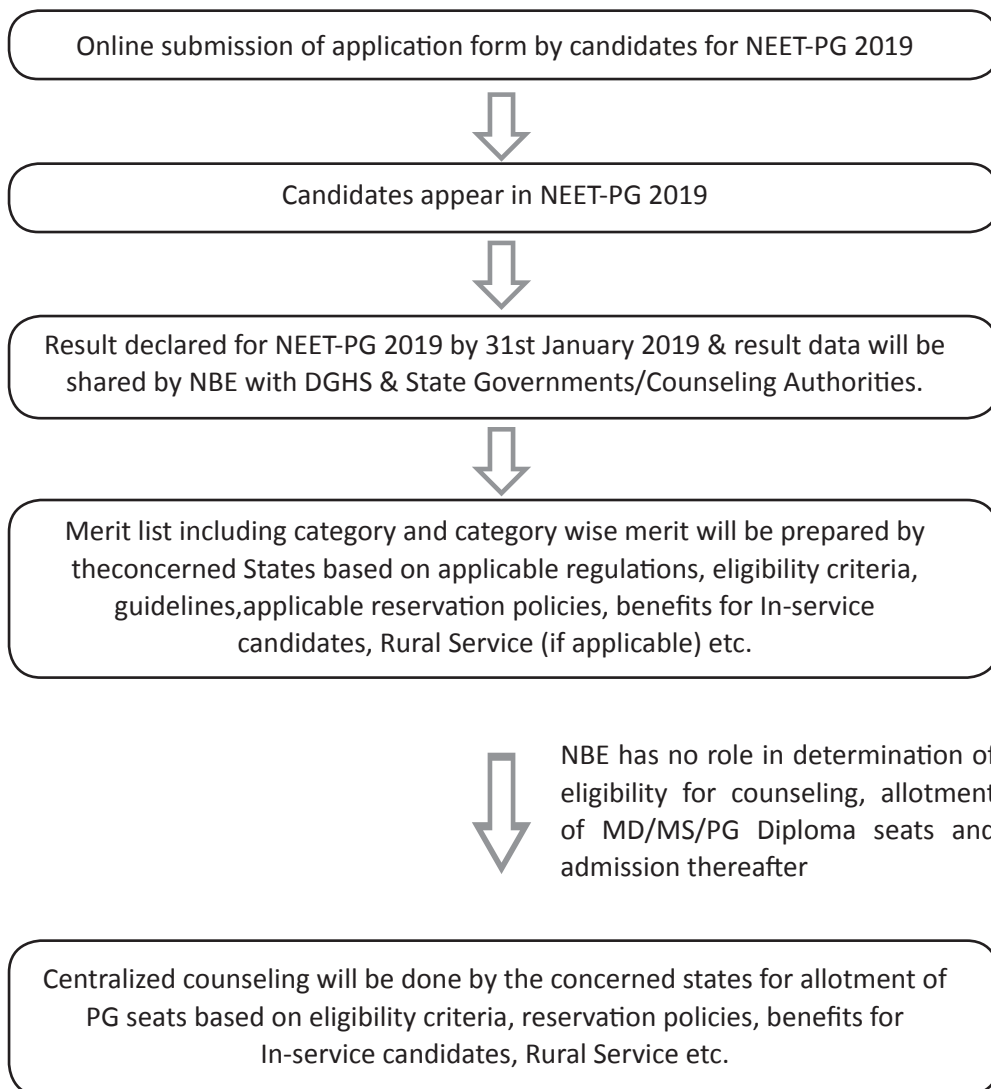 Online submission of application form by candidates for NEET-PG 2019
Candidates appear in NEET-PG 2019
Result declared for NEET-PG 2019 by 31st January 2019 & result data will be
shared by NBE with DGHS & State Governments/Counseling Authorities.
Merit list including category and category wise merit will be prepared by
theconcerned States based on applicable regulations, eligibility criteria,
guidelines,applicable reservation policies, benefits for In-service
candidates, Rural Service (if applicable) etc.
NBE has no role in determination of
eligibility for counseling, allotment
of MD/MS/PG Diploma seats and
admission thereafter
Centralized counseling will be done by the concerned states for allotment of
PG seats based on eligibility criteria, reservation policies, benefits for
In-service candidates, Rural Service etc.